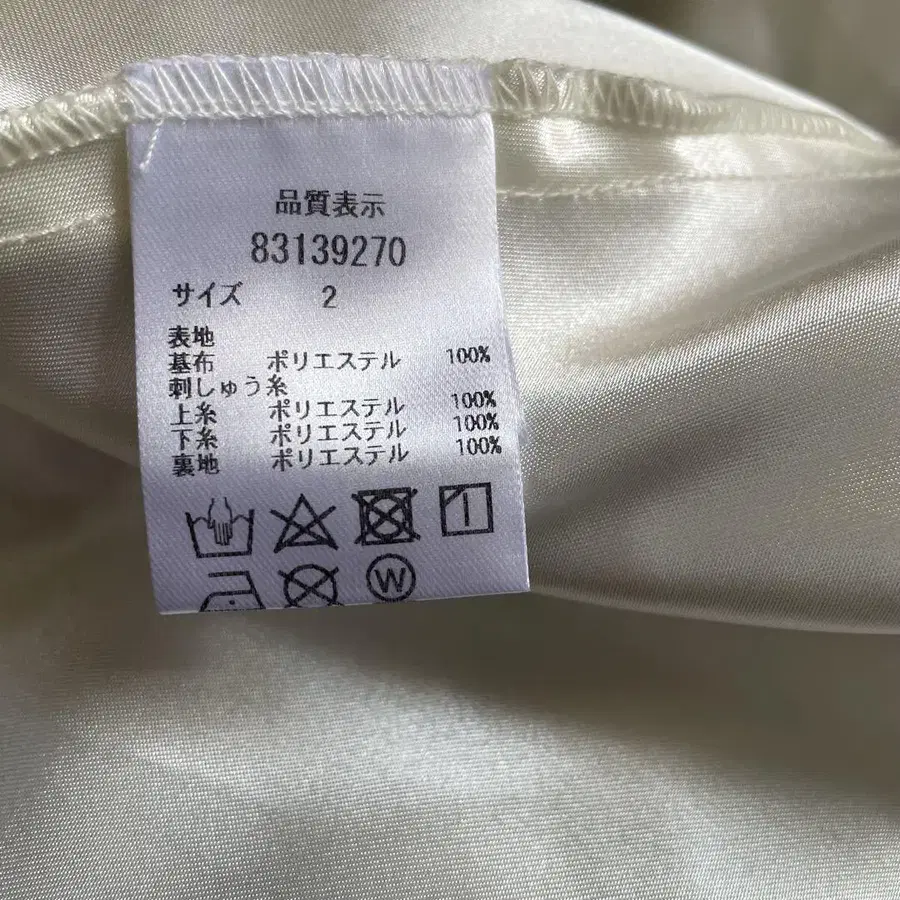 品質表示
83139270
サイズ 2
表地
基布 ポリエステル 100%
刺しゅう糸
上糸 ポリエステル 100%
下糸 ポリエステル 100%
裏地 ポリエステル 100%
W